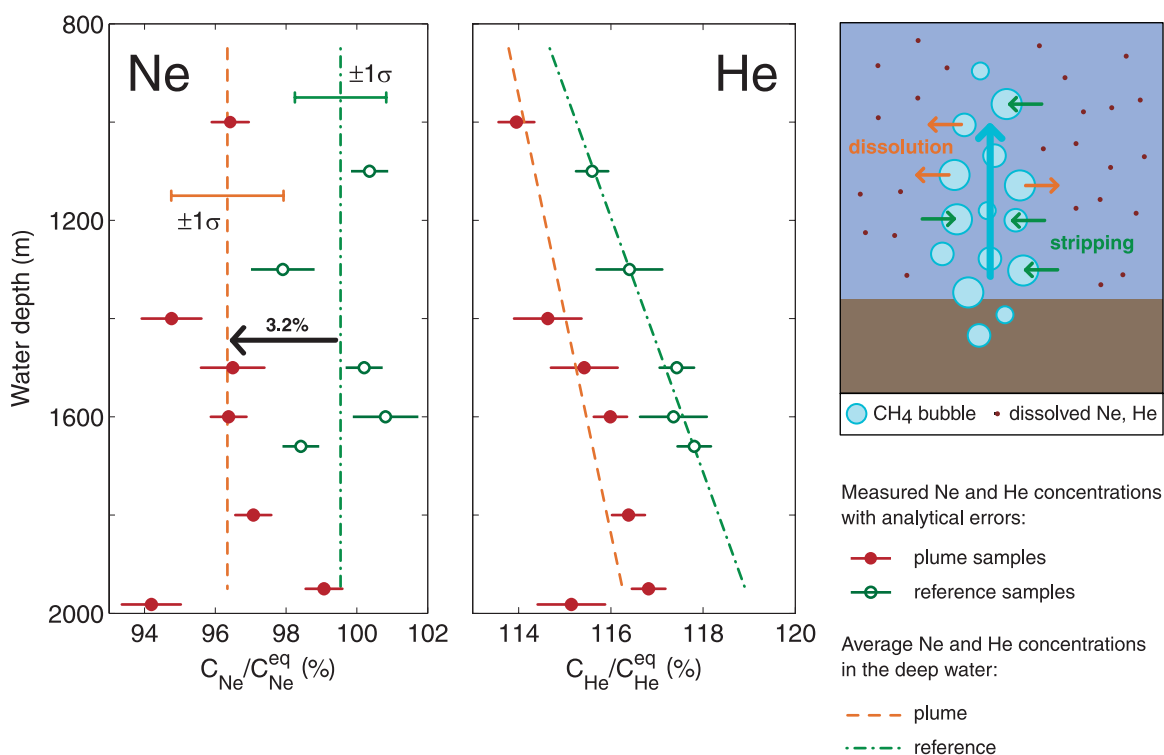 Ne
He
±1σ
±1σ
3.2%
800
1200
1600
2000
Water depth (m)
94
96
98
100
102
C_Ne/C_Ne^eq (%)
114
116
118
120
C_He/C_He^eq (%)
dissolution
stripping
CH4 bubble
dissolved Ne, He
Measured Ne and He concentrations
with analytical errors:
plume samples
reference samples
Average Ne and He concentrations
in the deep water:
plume
reference